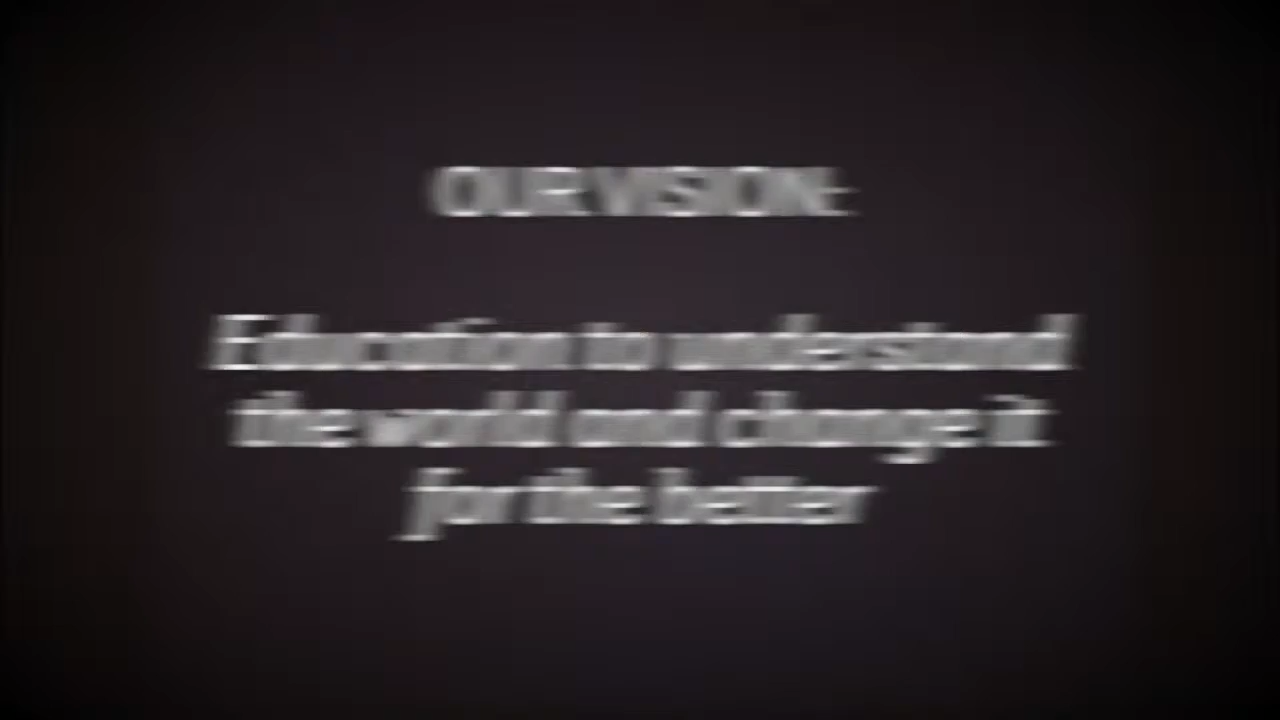 OUR VISION:
Education to understand
the world and change it
for the better